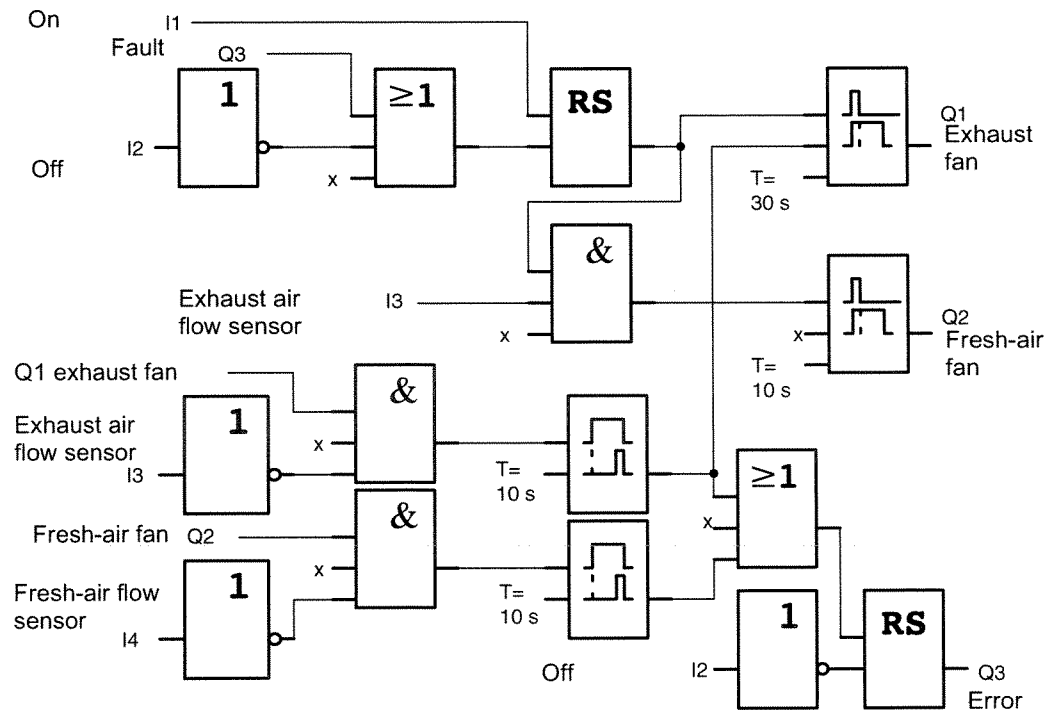 On
I1
Fault
Q3
1
≥1
RS
Q1
Exhaust
fan
I2
Off
x
T=
30 s
&
Exhaust air
flow sensor
I3
x
Q2
Fresh-air
fan
x
T=
10 s
Q1 exhaust fan
&
1
Exhaust air
flow sensor
I3
x
T=
10 s
≥1
&
x
Fresh-air fan Q2
1
x
Fresh-air flow
sensor
I4
T=
10 s
1
RS
Off
I2
Q3
Error